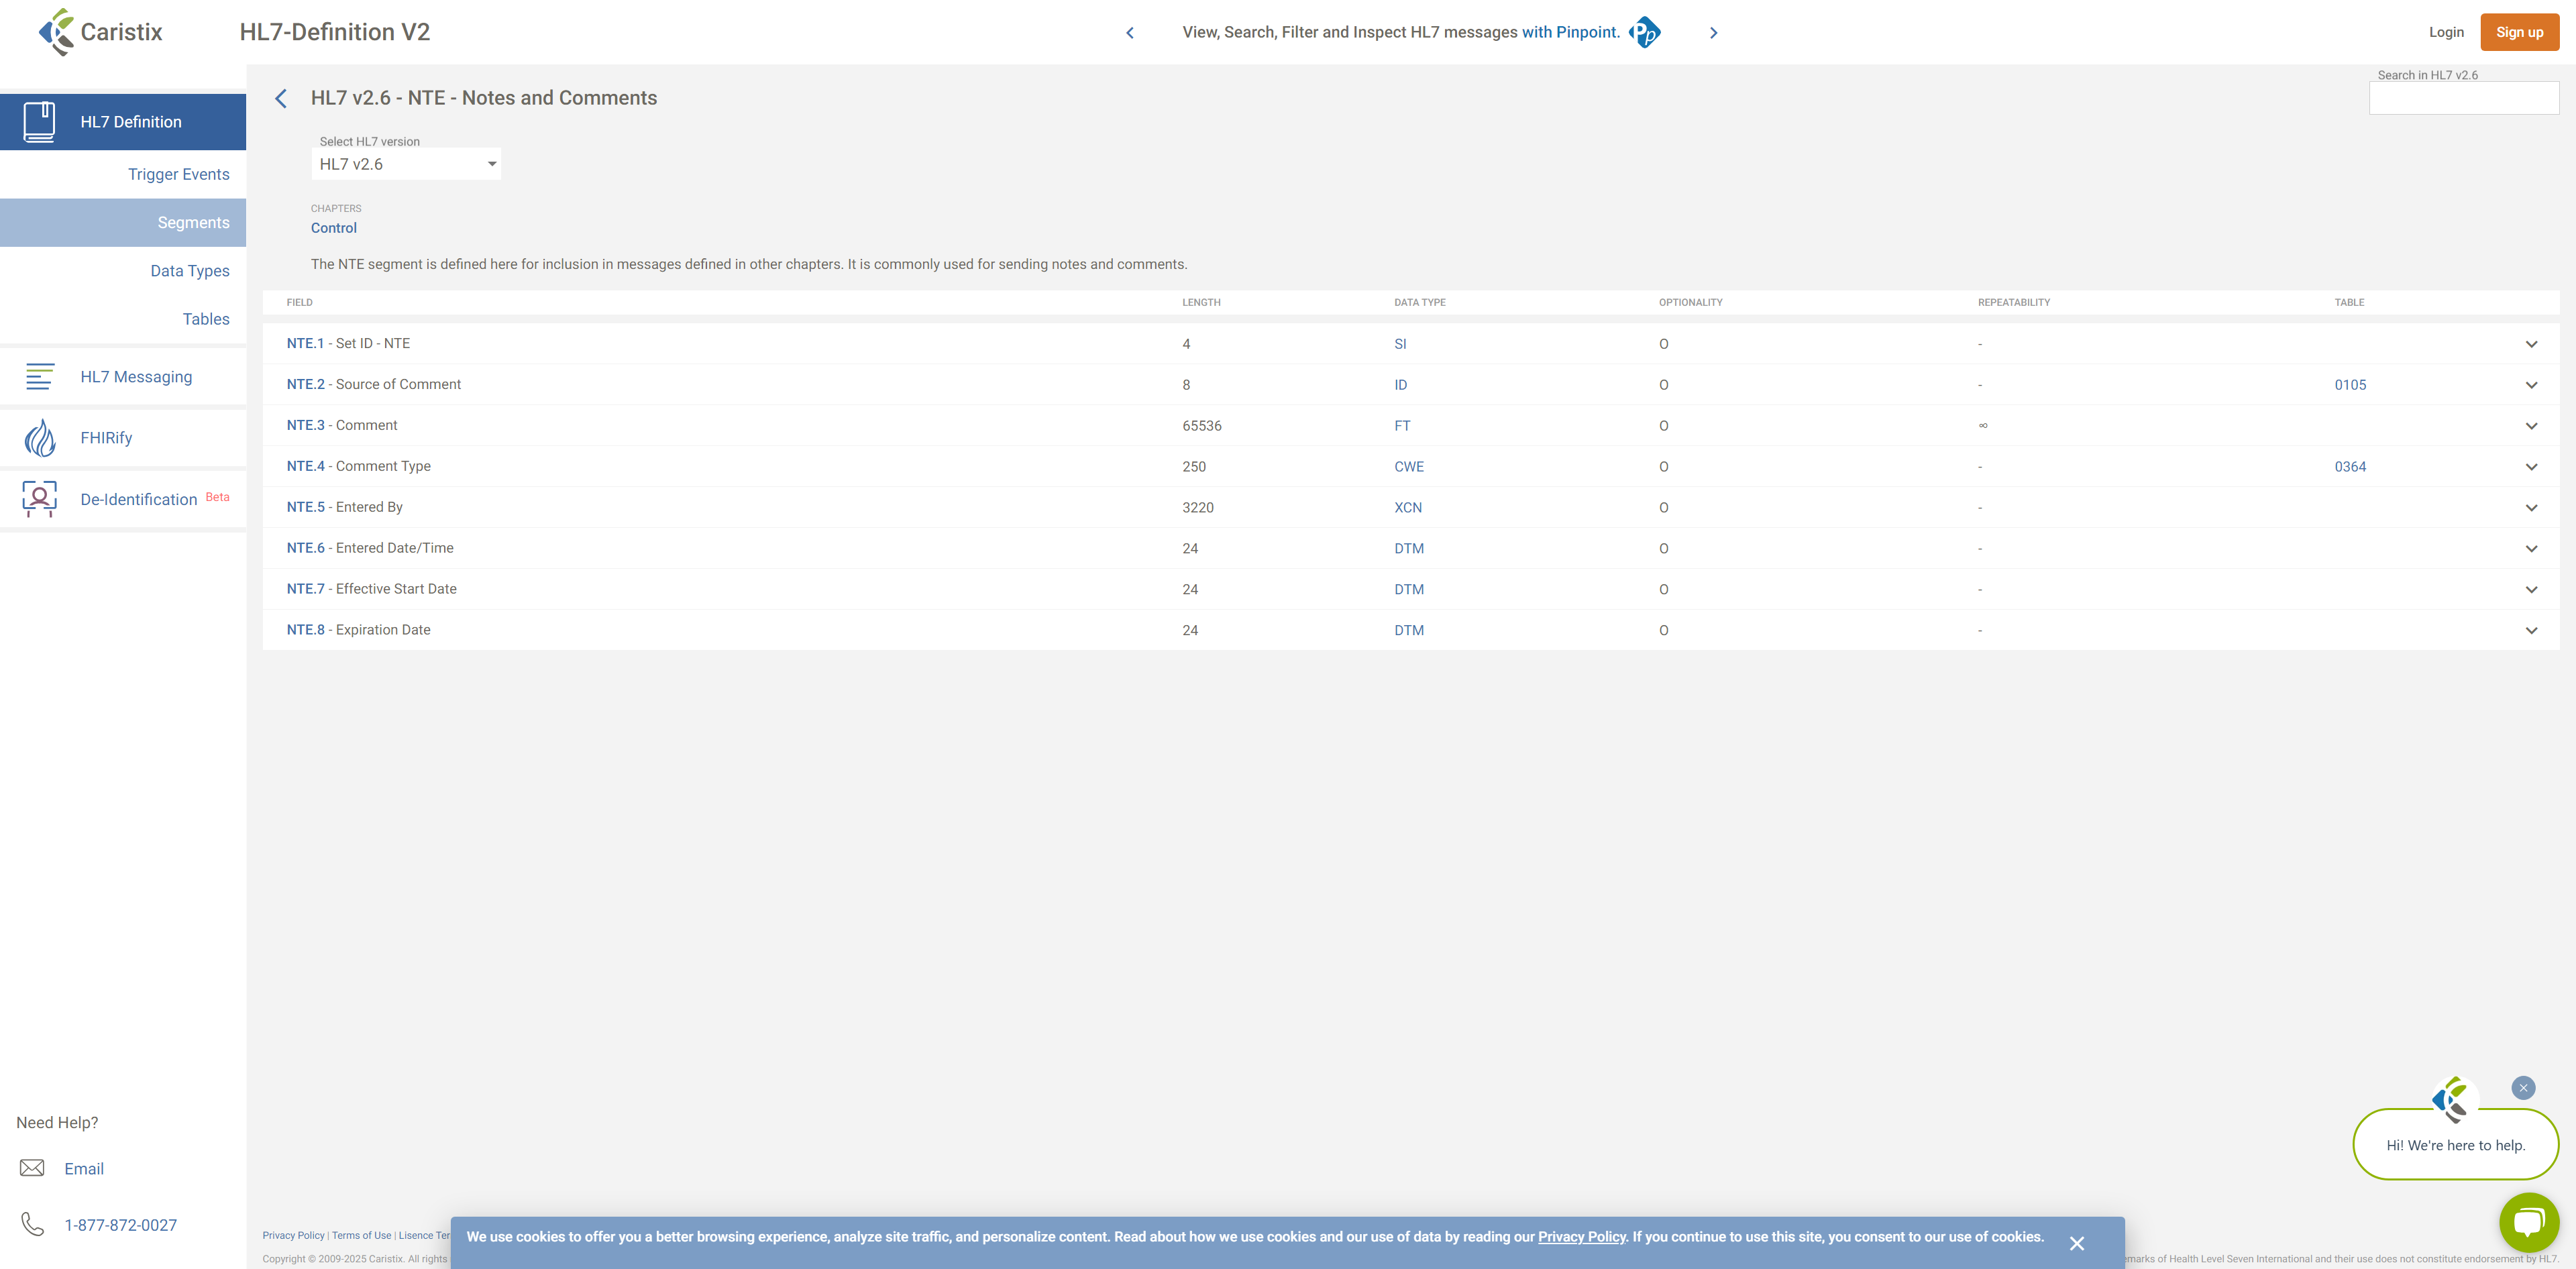 Caristix
HL7-Definition V2
View, Search, Filter and Inspect HL7 messages with Pinpoint. Pp
Login
Sign up
HL7 Definition
Trigger Events
Segments
Data Types
Tables
HL7 Messaging
FHIRify
De-Identification Beta
Need Help?
Email
1-877-872-0027
HL7 v2.6 - NTE - Notes and Comments
Search in HL7 v2.6
Select HL7 version
HL7 v2.6
CHAPTERS
Control
The NTE segment is defined here for inclusion in messages defined in other chapters. It is commonly used for sending notes and comments.
FIELD LENGTH DATA TYPE OPTIONALITY REPEATABILITY TABLE
NTE.1 - Set ID - NTE 4 SI O -
NTE.2 - Source of Comment 8 ID O - 0105
NTE.3 - Comment 65536 FT O ∞
NTE.4 - Comment Type 250 CWE O - 0364
NTE.5 - Entered By 3220 XCN O -
NTE.6 - Entered Date/Time 24 DTM O -
NTE.7 - Effective Start Date 24 DTM O -
NTE.8 - Expiration Date 24 DTM O -
Hi! We're here to help.
Privacy Policy | Terms of Use | Lisence Ter
We use cookies to offer you a better browsing experience, analyze site traffic, and personalize content. Read about how we use cookies and our use of data by reading our Privacy Policy. If you continue to use this site, you consent to our use of cookies.
Copyright © 2009-2025 Caristix. All rights
emarks of Health Level Seven International and their use does not constitute endorsement by HL7.